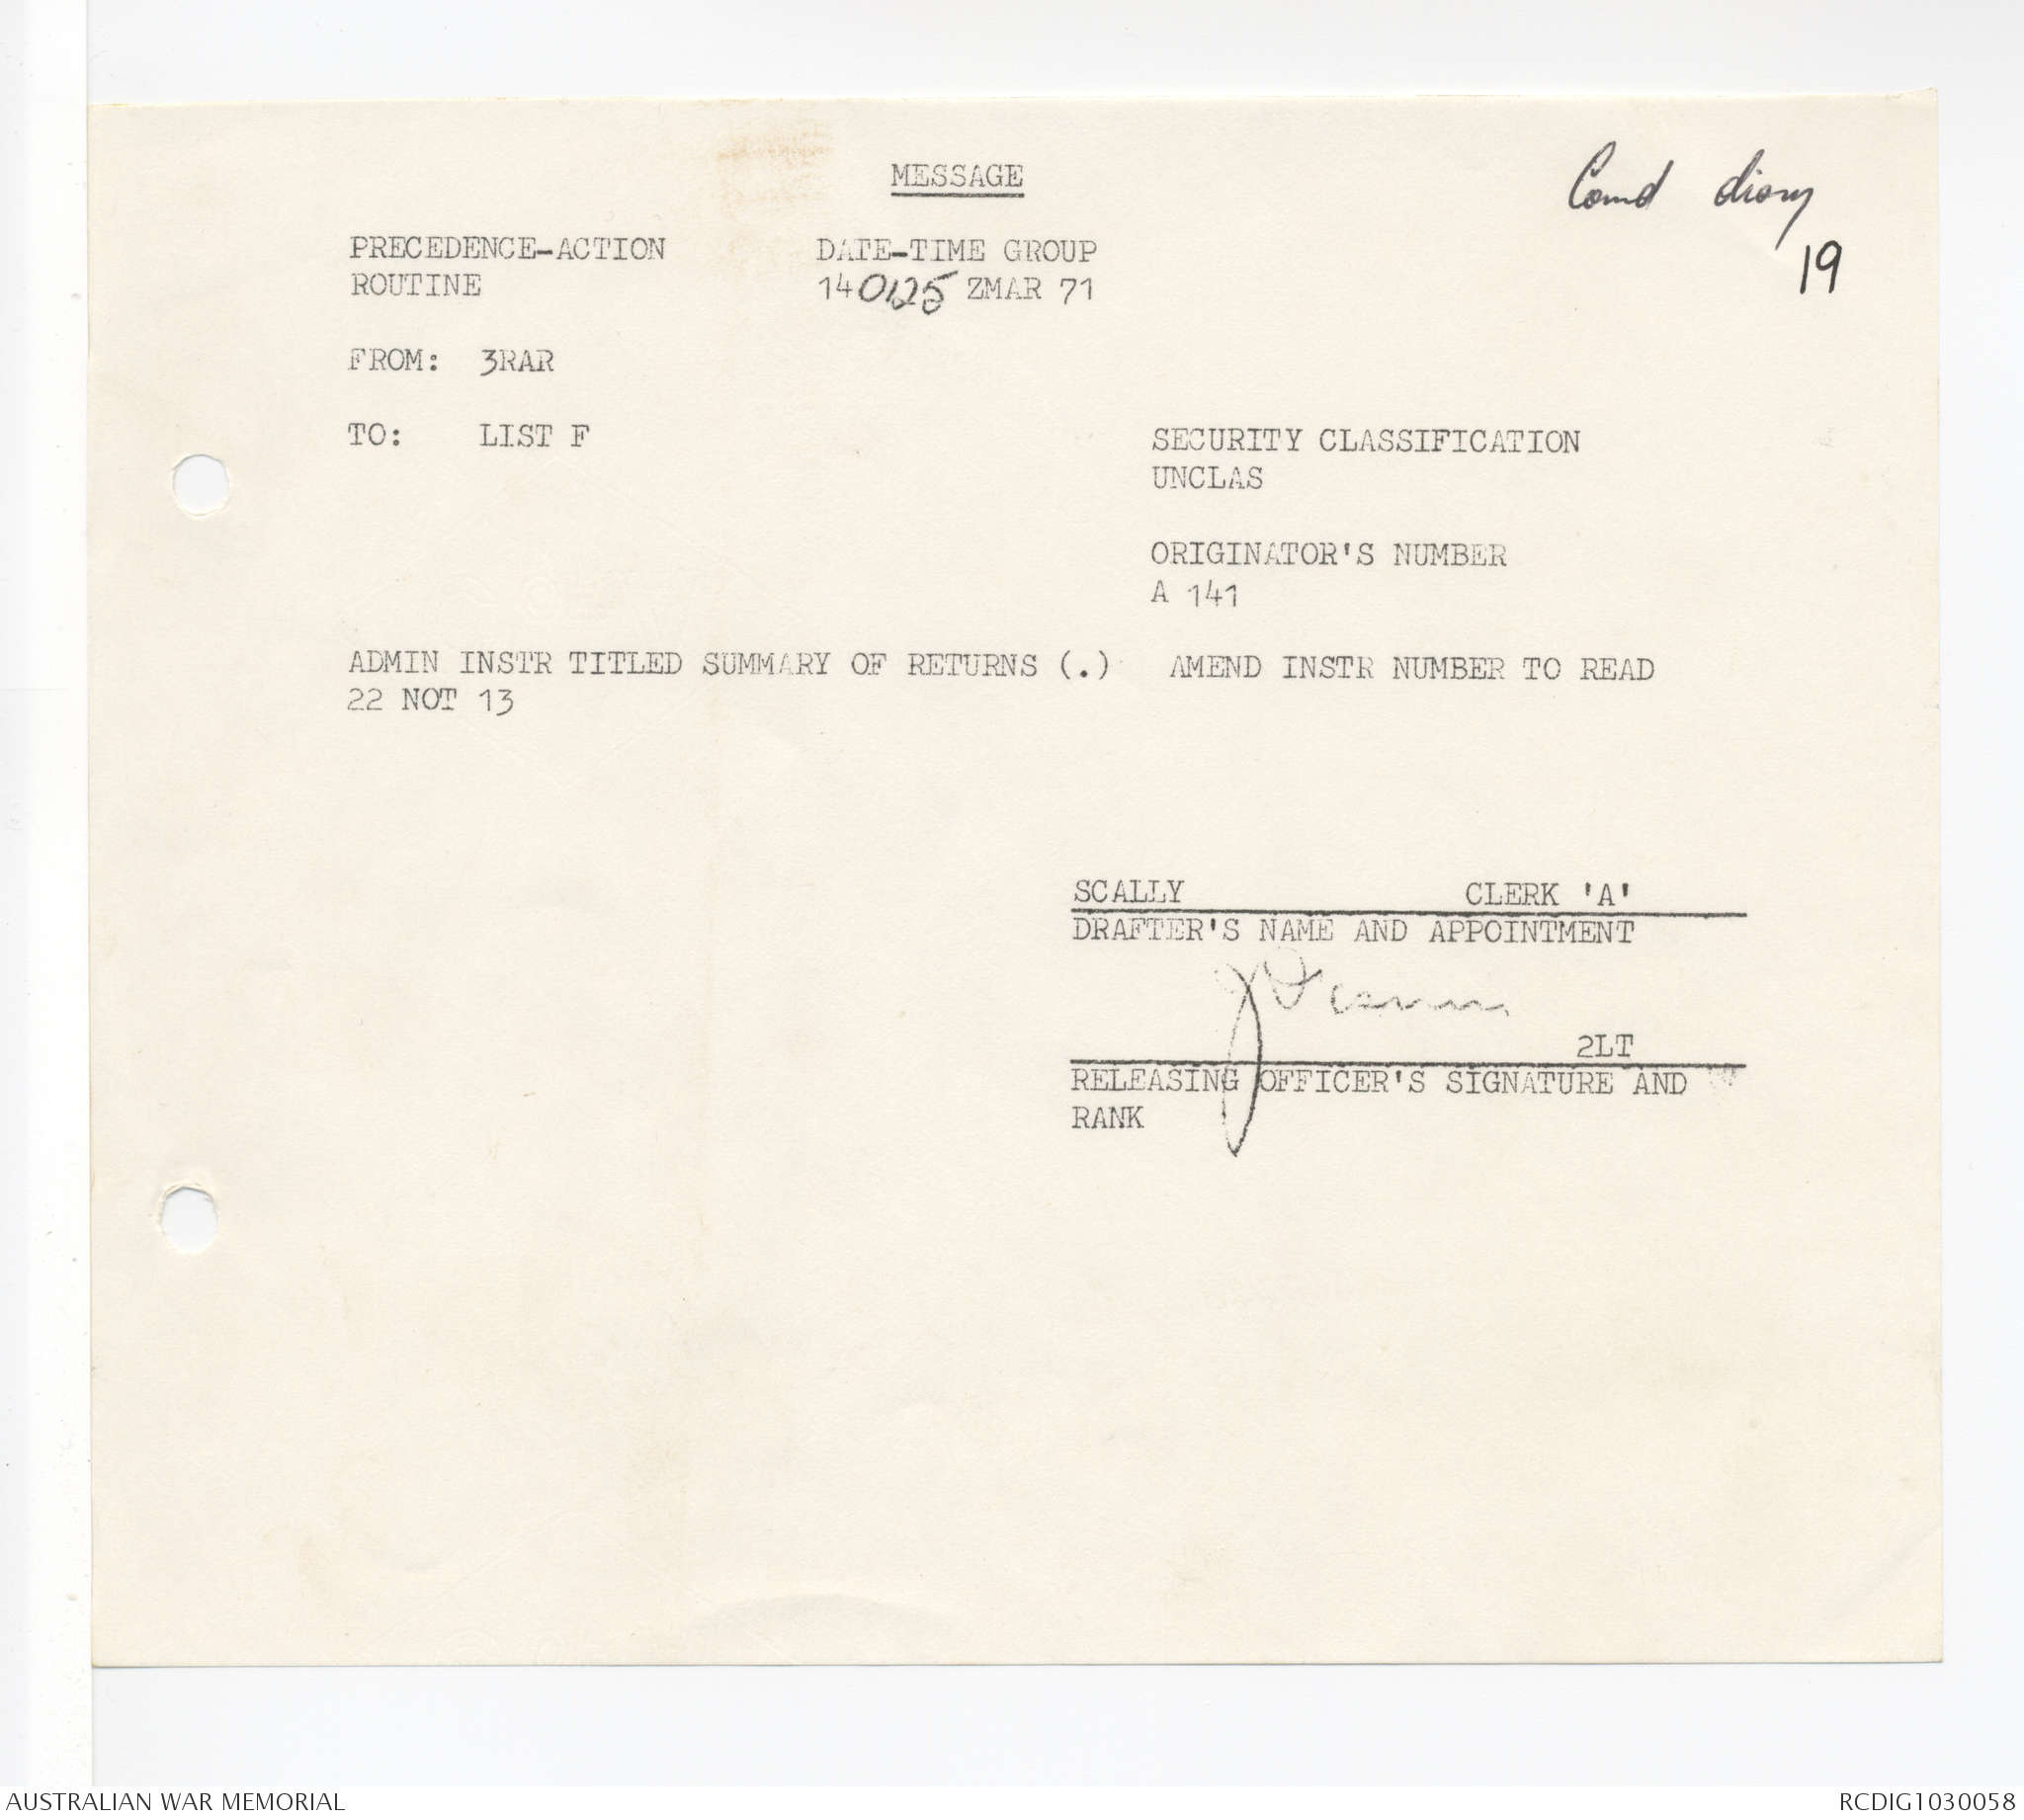 MESSAGE
Comd diary
19
PRECEDENCE-ACTION DATE-TIME GROUP
ROUTINE 140125 ZMAR 71
FROM: 3RAR
TO: LIST F
SECURITY CLASSIFICATION
UNCLAS
ORIGINATOR'S NUMBER
A 141
ADMIN INSTR TITLED SUMMARY OF RETURNS (.) AMEND INSTR NUMBER TO READ
22 NOT 13
SCALLY CLERK 'A'
DRAFTER'S NAME AND APPOINTMENT
2LT
RELEASING OFFICER'S SIGNATURE AND
RANK
AUSTRALIAN WAR MEMORIAL RCDIG1030058